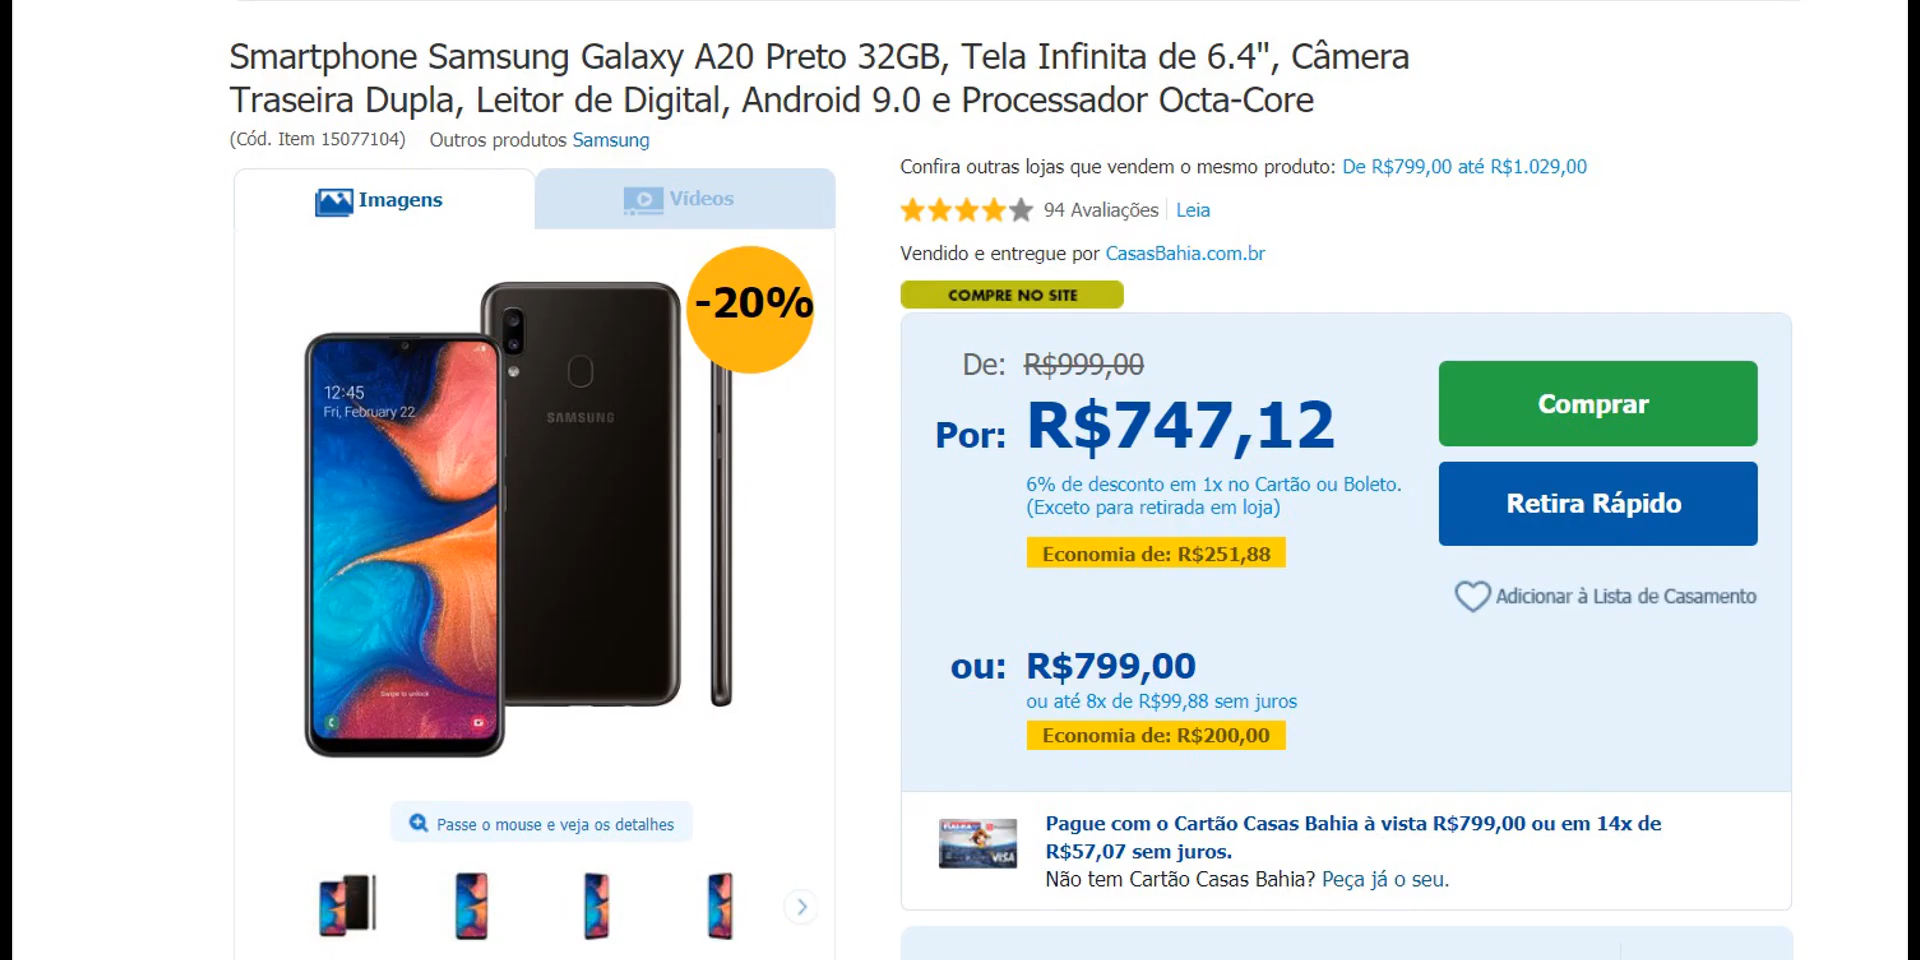 Smartphone Samsung Galaxy A20 Preto 32GB, Tela Infinita de 6.4", Câmera
Traseira Dupla, Leitor de Digital, Android 9.0 e Processador Octa-Core
(Cód. Item 15077104) Outros produtos Samsung
Imagens
Vídeos
-20%
12:45
Fri, February 22
SAMSUNG
Swipe to unlock
Passe o mouse e veja os detalhes
Confira outras lojas que vendem o mesmo produto: De R$799,00 até R$1.029,00
94 Avaliações Leia
Vendido e entregue por CasasBahia.com.br
COMPRE NO SITE
De: R$999,00
Por: R$747,12
6% de desconto em 1x no Cartão ou Boleto.
(Exceto para retirada em loja)
Economia de: R$251,88
Comprar
Retira Rápido
Adicionar à Lista de Casamento
ou: R$799,00
ou até 8x de R$99,88 sem juros
Economia de: R$200,00
VISA
Pague com o Cartão Casas Bahia à vista R$799,00 ou em 14x de
R$57,07 sem juros.
Não tem Cartão Casas Bahia? Peça já o seu.